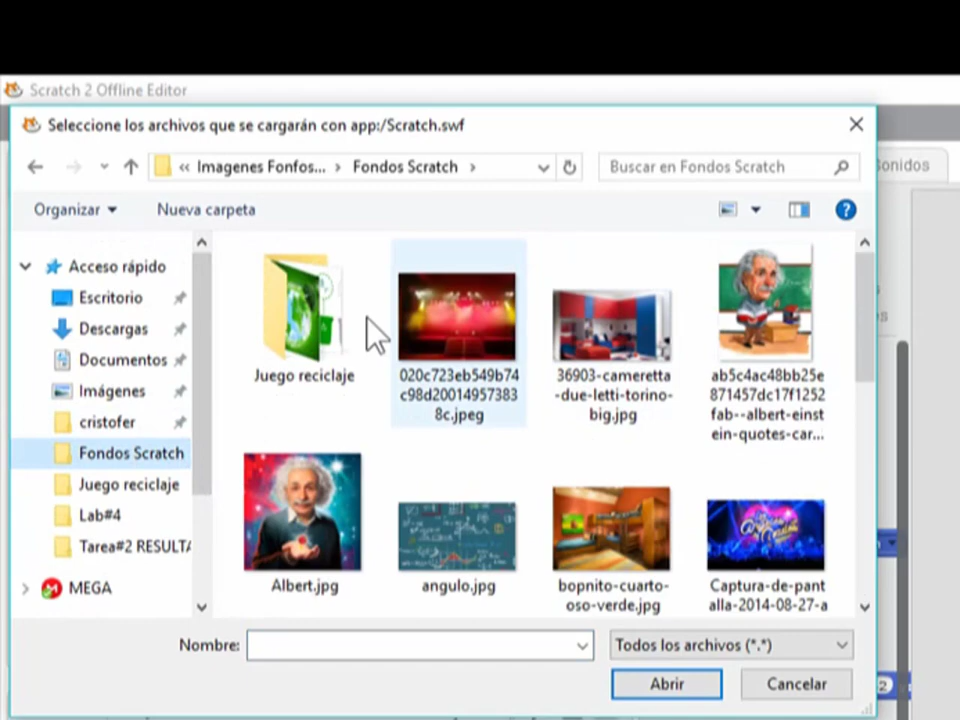 Scratch 2 Offline Editor
Seleccione los archivos que se cargarán con app:/Scratch.swf
« Imagenes Fonfos... › Fondos Scratch ›
Buscar en Fondos Scratch
onidos
Organizar
Nueva carpeta
Acceso rápido
Escritorio
Descargas
Documentos
Imágenes
cristofer
Fondos Scratch
Juego reciclaje
Lab#4
Tarea#2 RESULTA
MEGA
Juego reciclaje
020c723eb549b74
c98d20014957383
8c.jpeg
36903-cameretta
-due-letti-torino-
big.jpg
ab5c4ac48bb25e
871457dc17f1252
fab--albert-einst
ein-quotes-car...
Albert.jpg
angulo.jpg
bopnito-cuarto-
oso-verde.jpg
Captura-de-pant
alla-2014-08-27-a
Nombre:
Todos los archivos (*.*)
Abrir
Cancelar
2